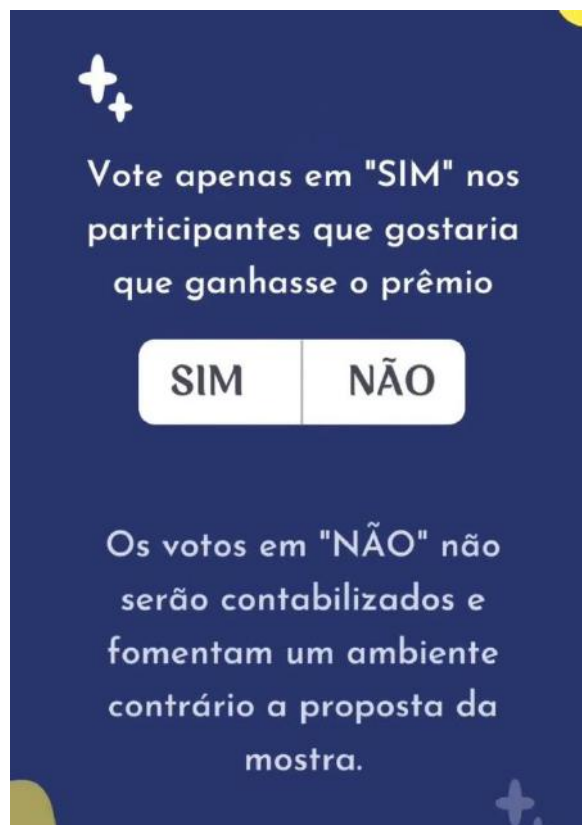 Vote apenas em "SIM" nos
participantes que gostaria
que ganhasse o prêmio
SIM NÃO
Os votos em "NÃO" não
serão contabilizados e
fomentam um ambiente
contrário a proposta da
mostra.